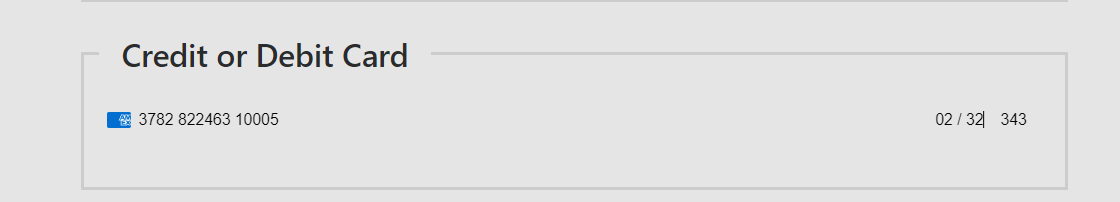 Credit or Debit Card
3782 822463 10005 02 / 32 343